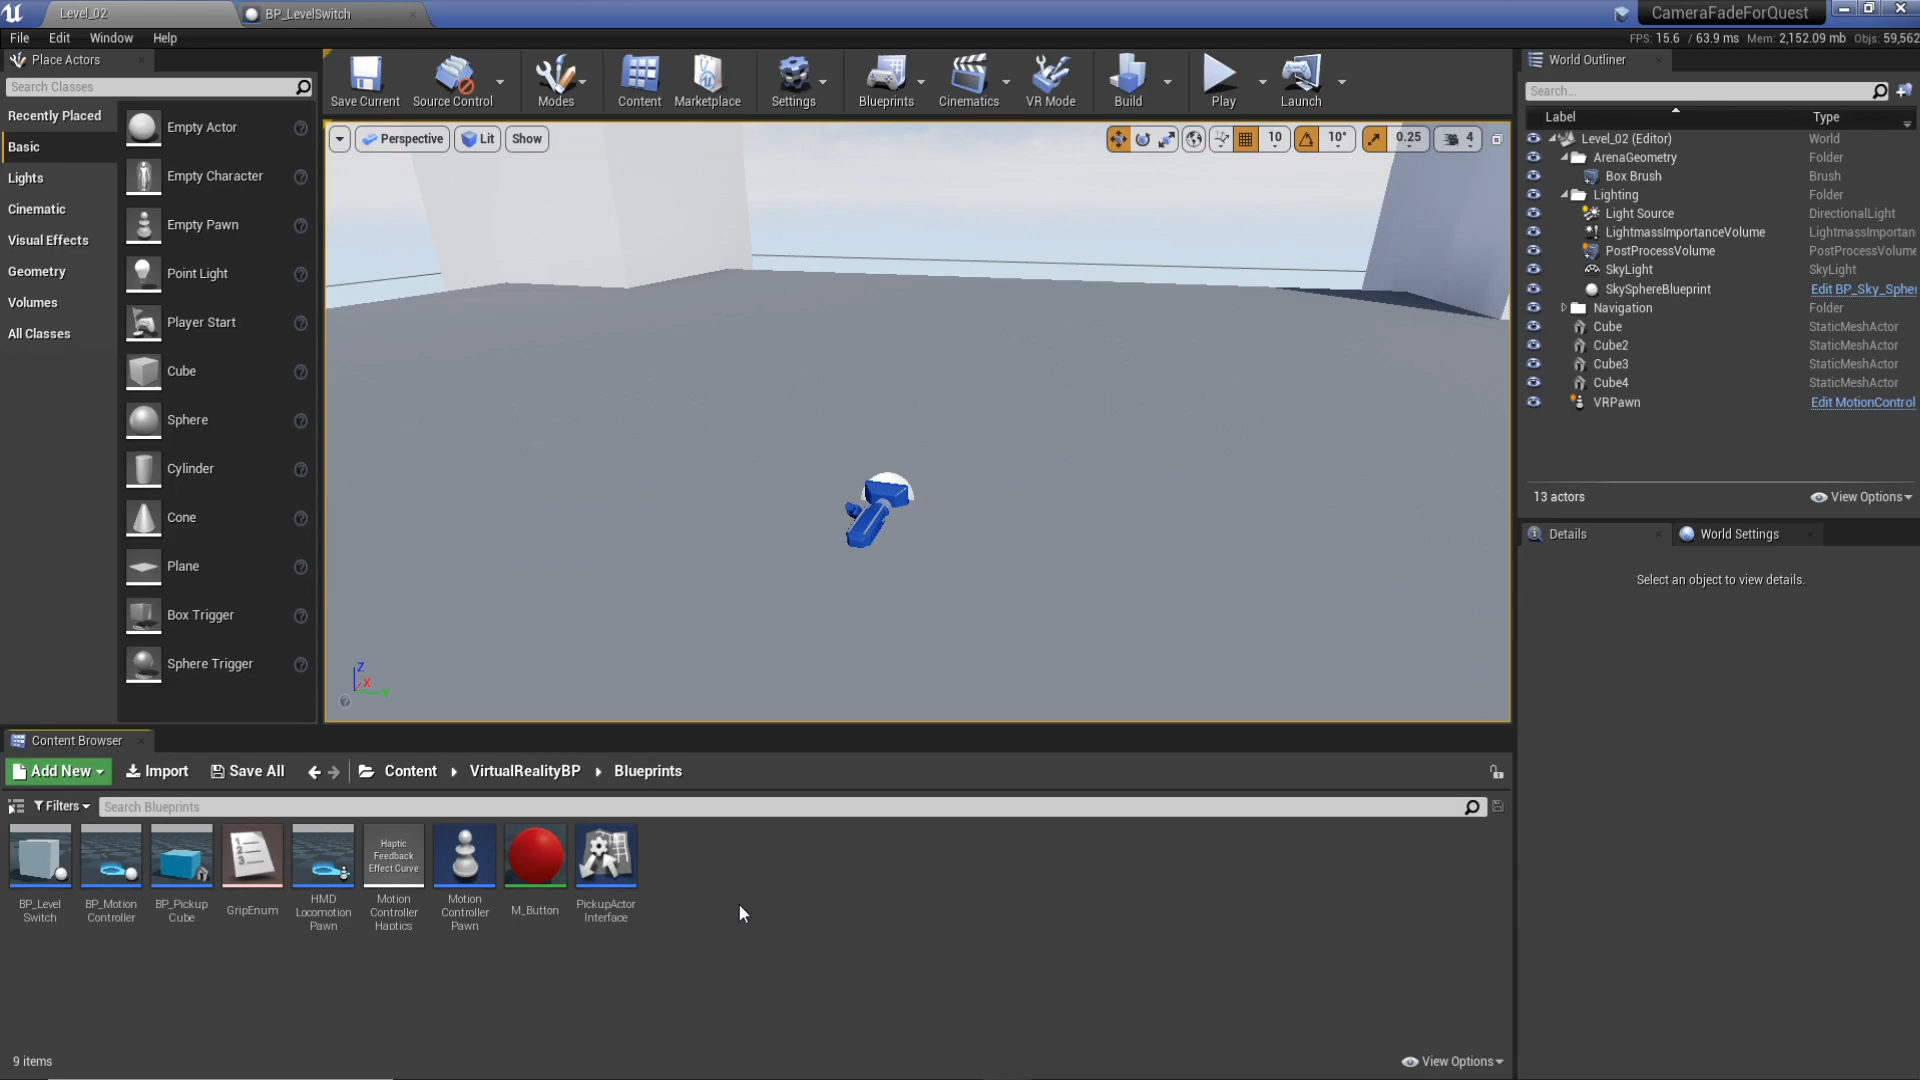 Level_02
BP_LevelSwitch
CameraFadeForQuest
File
Edit
Window
Help
FPS: 15.6 / 63.9 ms Mem: 2,152.09 mb Objs: 59,562
Place Actors
Search Classes
Recently Placed
Basic
Lights
Cinematic
Visual Effects
Geometry
Volumes
All Classes
Empty Actor
Empty Character
Empty Pawn
Point Light
Player Start
Cube
Sphere
Cylinder
Cone
Plane
Box Trigger
Sphere Trigger
Save Current
Source Control
Modes
Content
Marketplace
Settings
Blueprints
Cinematics
VR Mode
Build
Play
Launch
Perspective
Lit
Show
10
10°
0.25
4
Z
X
Y
World Outliner
Search...
Label
Type
Level_02 (Editor)
World
ArenaGeometry
Folder
Box Brush
Brush
Lighting
Folder
Light Source
DirectionalLight
LightmassImportanceVolume
LightmassImportan
PostProcessVolume
PostProcessVolume
SkyLight
SkyLight
SkySphereBlueprint
Edit BP_Sky_Spher
Navigation
Folder
Cube
StaticMeshActor
Cube2
StaticMeshActor
Cube3
StaticMeshActor
Cube4
StaticMeshActor
VRPawn
Edit MotionControl
13 actors
View Options
Details
World Settings
Select an object to view details.
Content Browser
Add New
Import
Save All
Content
VirtualRealityBP
Blueprints
Filters
Search Blueprints
Haptic
Feedback
Effect Curve
BP_Level
Switch
BP_Motion
Controller
BP_Pickup
Cube
GripEnum
HMD
Locomotion
Pawn
Motion
Controller
Haptics
Motion
Controller
Pawn
M_Button
PickupActor
Interface
9 items
View Options